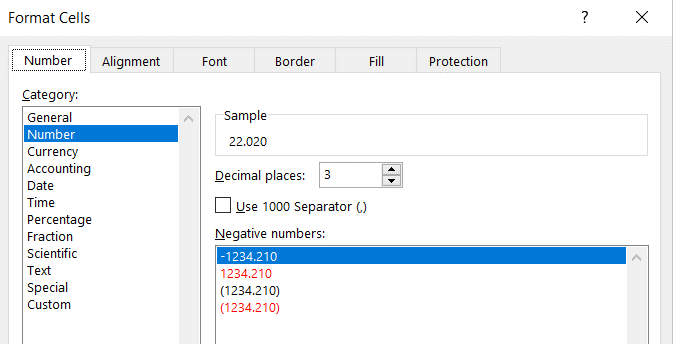 Format Cells ? ×
Number Alignment Font Border Fill Protection
Category:
General
Number
Currency
Accounting
Date
Time
Percentage
Fraction
Scientific
Text
Special
Custom
Sample
22.020
Decimal places: 3
Use 1000 Separator (,)
Negative numbers:
-1234.210
1234.210
(1234.210)
(1234.210)